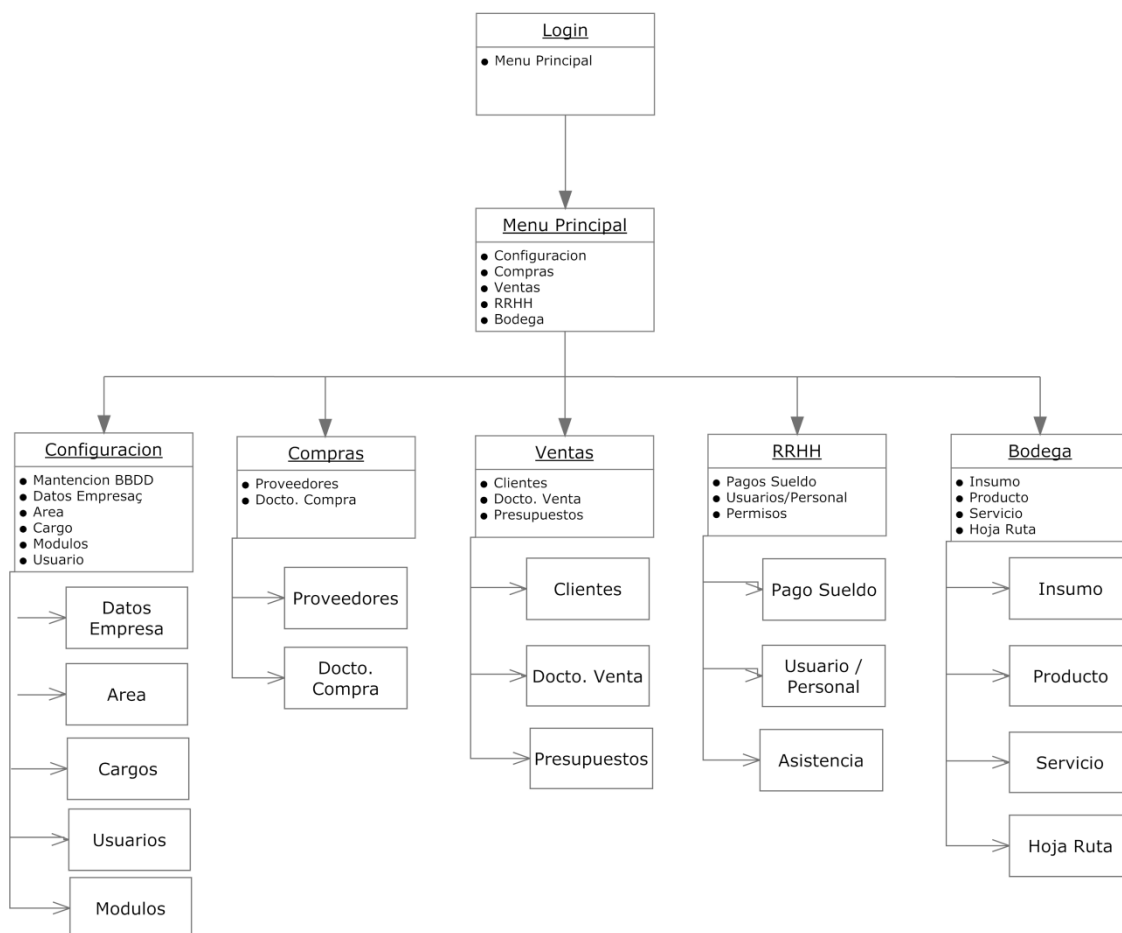 Login
● Menu Principal
Menu Principal
● Configuracion
● Compras
● Ventas
● RRHH
● Bodega
Configuracion
● Mantencion BBDD
● Datos Empresaç
● Area
● Cargo
● Modulos
● Usuario
Datos
Empresa
Area
Cargos
Usuarios
Modulos
Compras
● Proveedores
● Docto. Compra
Proveedores
Docto.
Compra
Ventas
● Clientes
● Docto. Venta
● Presupuestos
Clientes
Docto. Venta
Presupuestos
RRHH
● Pagos Sueldo
● Usuarios/Personal
● Permisos
Pago Sueldo
Usuario /
Personal
Asistencia
Bodega
● Insumo
● Producto
● Servicio
● Hoja Ruta
Insumo
Producto
Servicio
Hoja Ruta